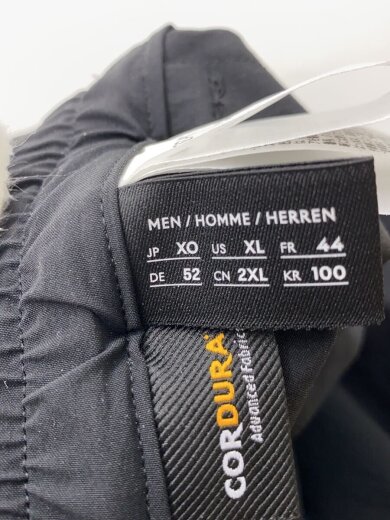 MEN / HOMME / HERREN
JP XO US XL FR 44
DE 52 CN 2XL KR 100
CORDURA
Advanced Fabric